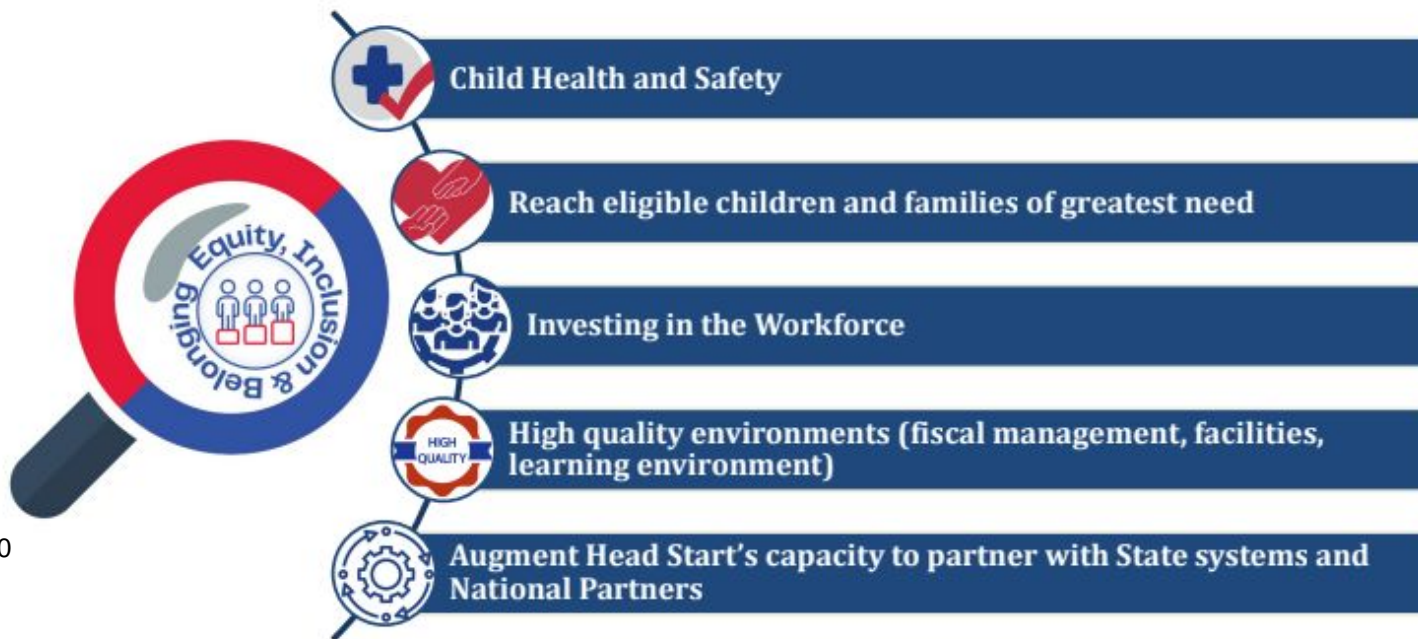 Child Health and Safety
Reach eligible children and families of greatest need
Equity, Inclusion & Belonging
Investing in the Workforce
HIGH
QUALITY
High quality environments (fiscal management, facilities,
learning environment)
0
Augment Head Start’s capacity to partner with State systems and
National Partners